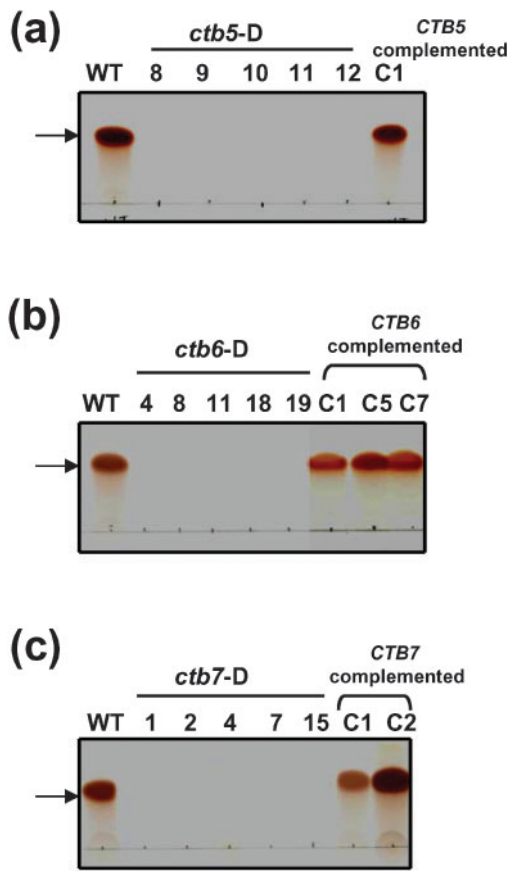 (a)
ctb5-D
CTB5
complemented
WT 8 9 10 11 12 C1
(b)
ctb6-D
CTB6
complemented
WT 4 8 11 18 19 C1 C5 C7
(c)
ctb7-D
CTB7
complemented
WT 1 2 4 7 15 C1 C2